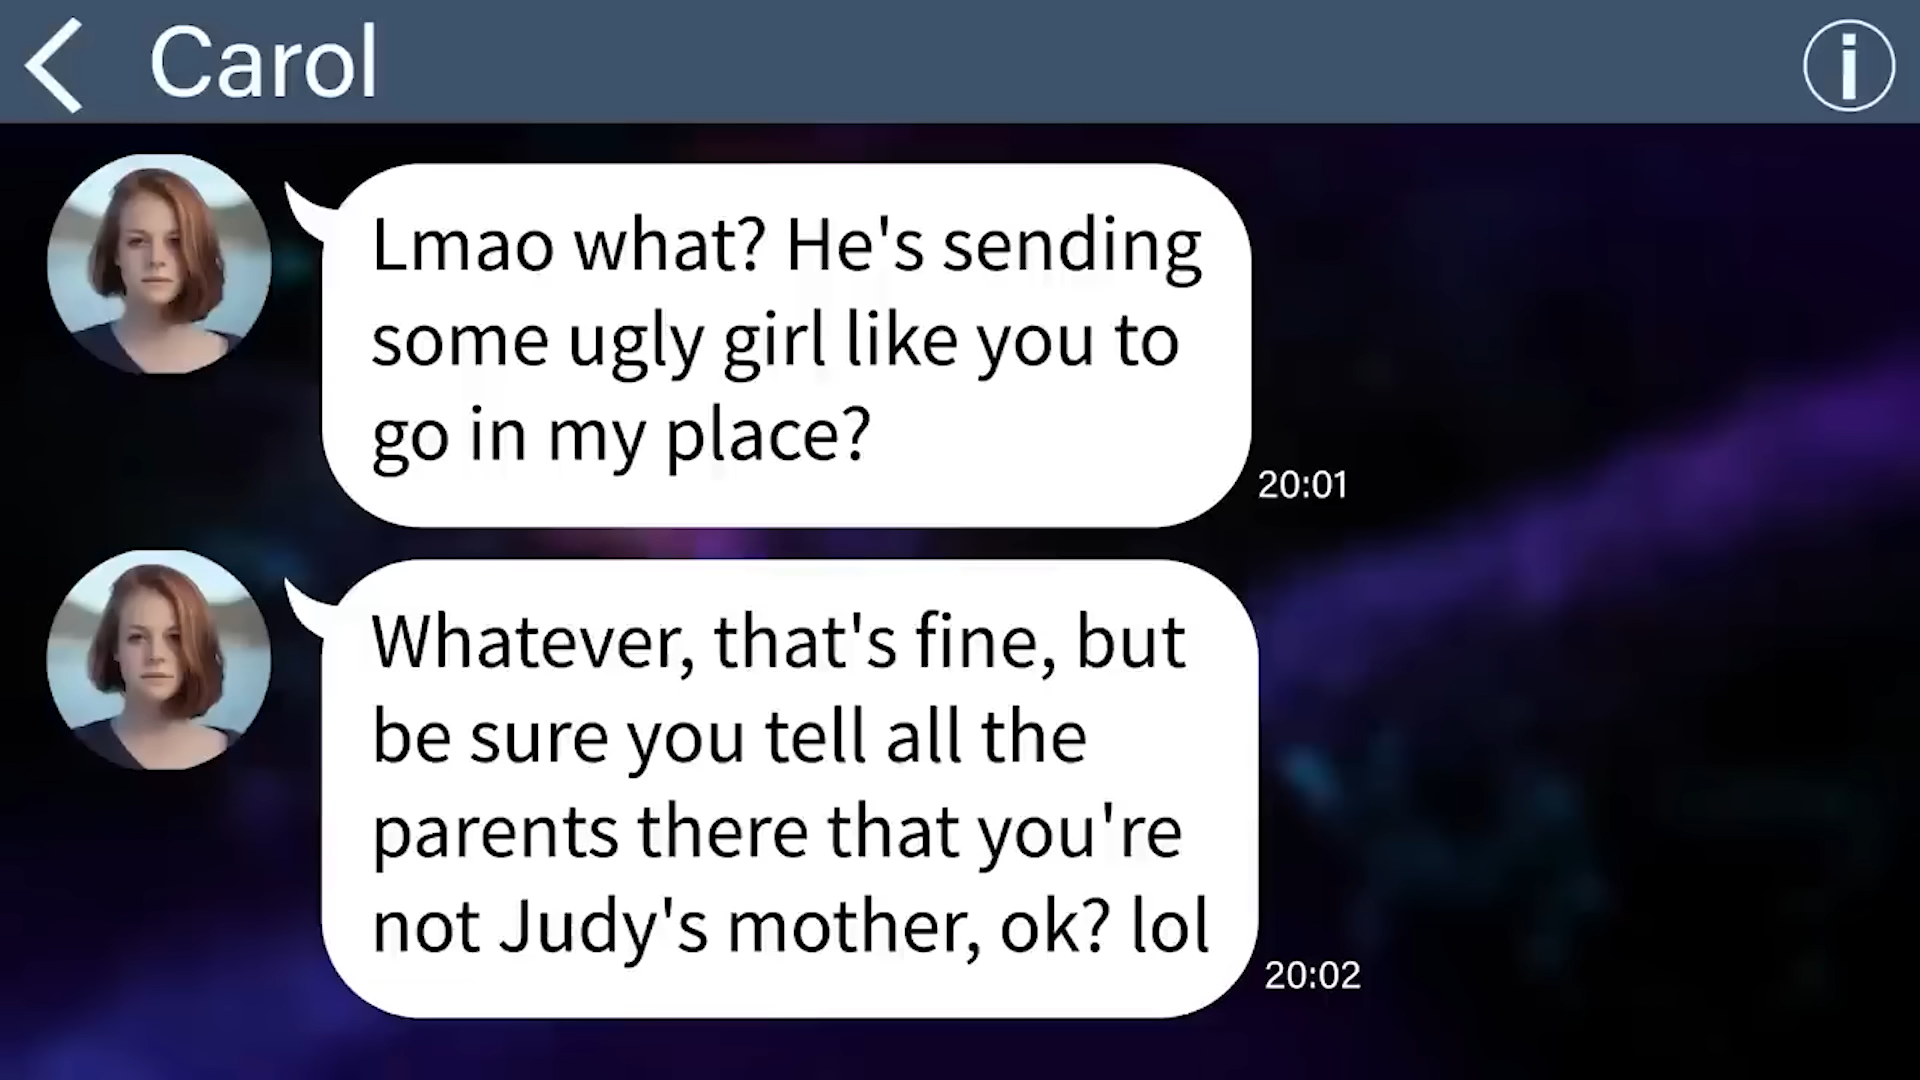 Carol
Lmao what? He's sending
some ugly girl like you to
go in my place?
20:01
Whatever, that's fine, but
be sure you tell all the
parents there that you're
not Judy's mother, ok? lol
20:02